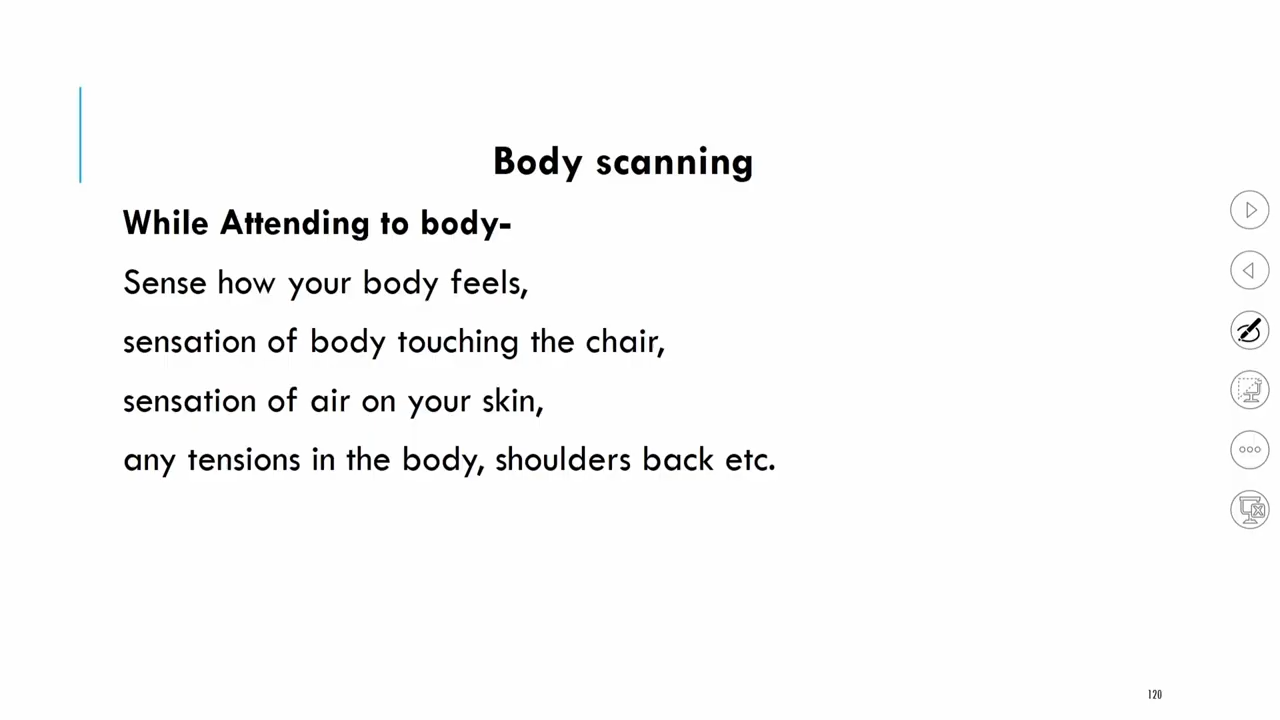 Body scanning
While Attending to body-
Sense how your body feels,
sensation of body touching the chair,
sensation of air on your skin,
any tensions in the body, shoulders back etc.
120